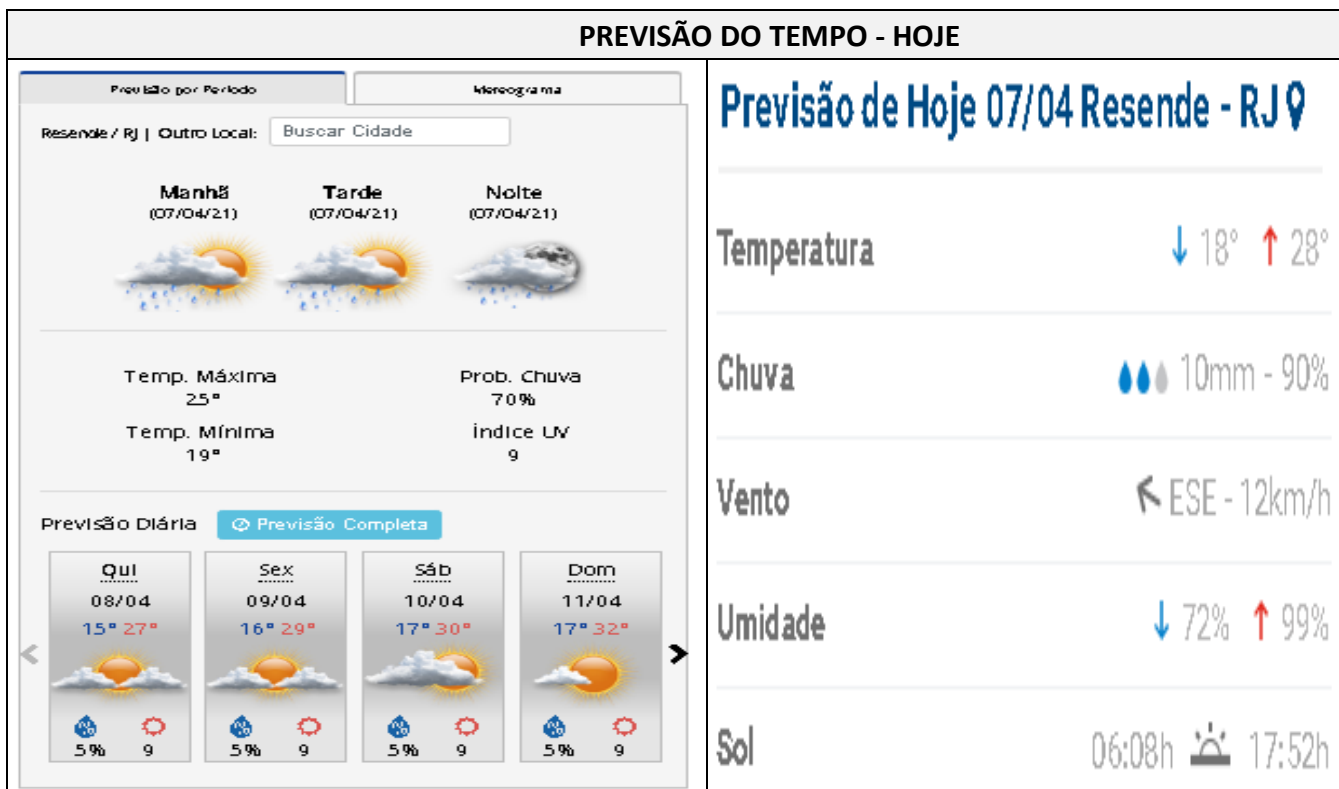 PREVISÃO DO TEMPO - HOJE
Previsão por Período
Meteograma
Resende / RJ | Outro Local: Buscar Cidade
Manhã Tarde Noite
(07/04/21) (07/04/21) (07/04/21)
Temp. Máxima Prob. Chuva
25° 70%
Temp. Mínima Índice UV
19° 9
Previsão Diária Previsão Completa
Qui Sex Sáb Dom
08/04 09/04 10/04 11/04
15° 27° 16° 29° 17° 30° 17° 32°
5% 9 5% 9 5% 9 5% 9
Previsão de Hoje 07/04 Resende - RJ
Temperatura 18° 28°
Chuva 10mm - 90%
Vento ESE - 12km/h
Umidade 72% 99%
Sol 06:08h 17:52h